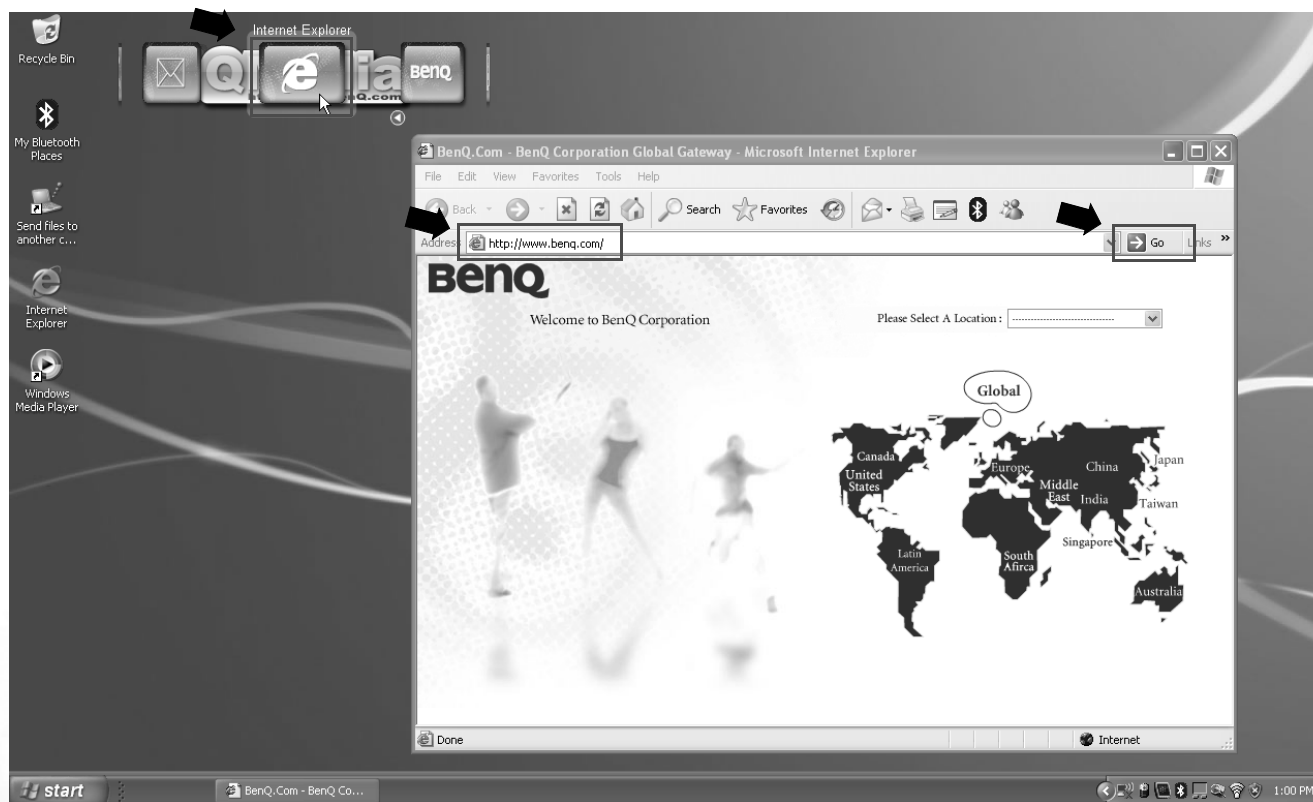 Recycle Bin
My Bluetooth
Places
Send files to
another c...
Internet
Explorer
Windows
Media Player
Internet Explorer
Q
ia
nQ.com
BenQ
BenQ.Com - BenQ Corporation Global Gateway - Microsoft Internet Explorer
File Edit View Favorites Tools Help
Back Search Favorites
Address http://www.benq.com/ Go Links »
BenQ
Welcome to BenQ Corporation
Please Select A Location : --------------------------------
Global
Canada
United
States
Latin
America
Europe
Middle
East
China
India
Japan
Taiwan
Singapore
South
Afirca
Australia
Done Internet
start BenQ.Com - BenQ Co... 1:00 PM